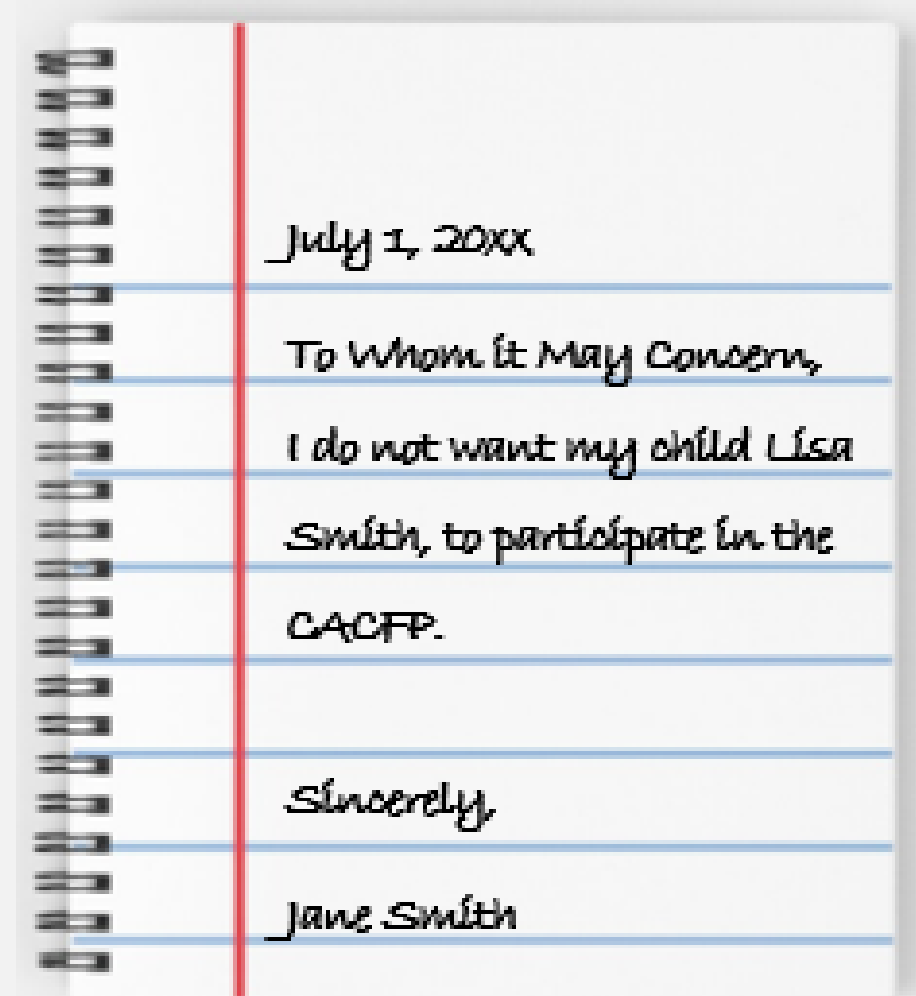 July 1, 20xx
To Whom it May Concern,
I do not want my child Lisa
Smith, to participate in the
CACFP.
Sincerely,
Jane Smith